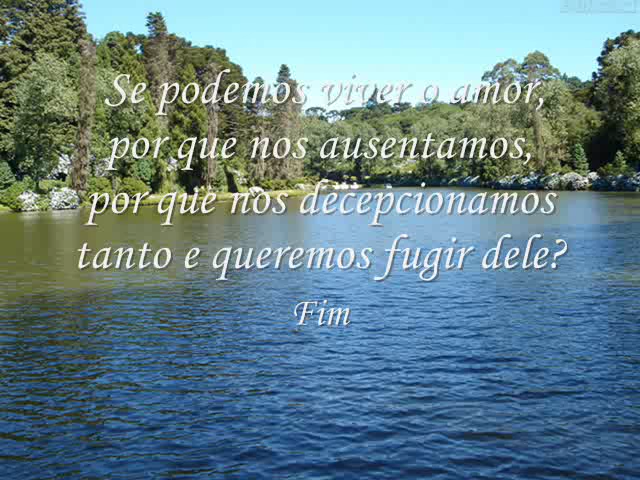 Se podemos viver o amor,
por que nos ausentamos,
por que nos decepcionamos
tanto e queremos fugir dele?
Fim